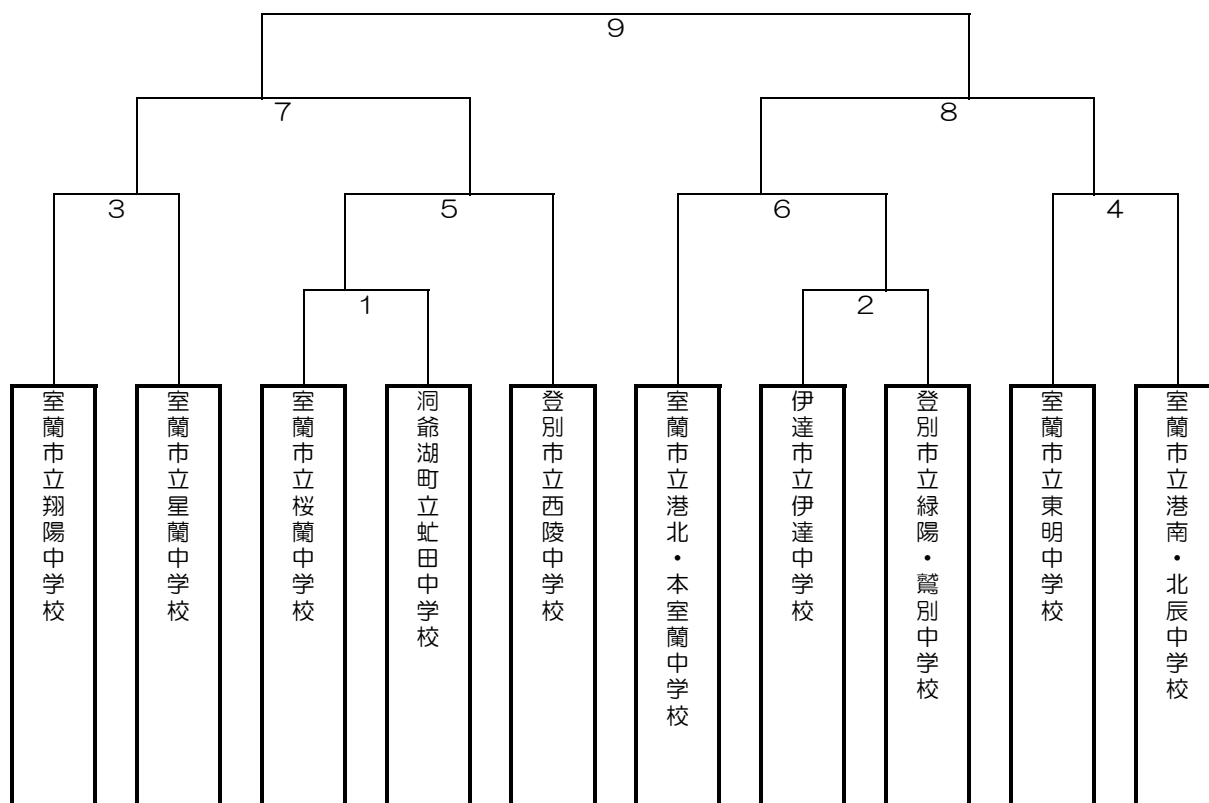 ９
７
８
３
５
６
４
１
２
室蘭市立翔陽中学校
室蘭市立星蘭中学校
室蘭市立桜蘭中学校
洞爺湖町立虻田中学校
登別市立西陵中学校
室蘭市立港北・本室蘭中学校
伊達市立伊達中学校
登別市立緑陽・鷲別中学校
室蘭市立東明中学校
室蘭市立港南・北辰中学校